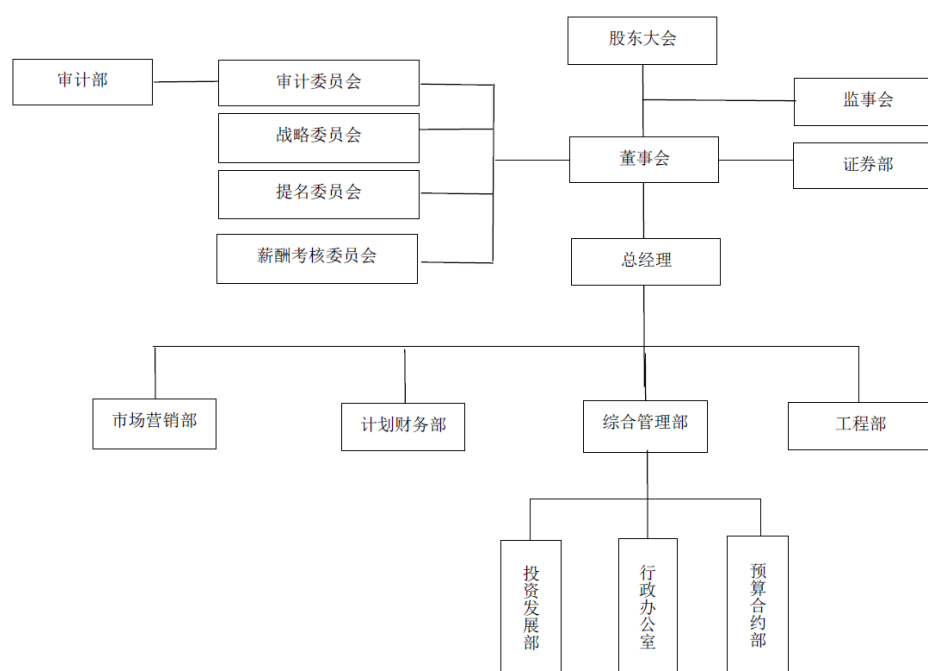 股东大会
审计部
审计委员会
监事会
战略委员会
董事会
证券部
提名委员会
薪酬考核委员会
总经理
市场营销部
计划财务部
综合管理部
工程部
投资发展部
行政办公室
预算合约部